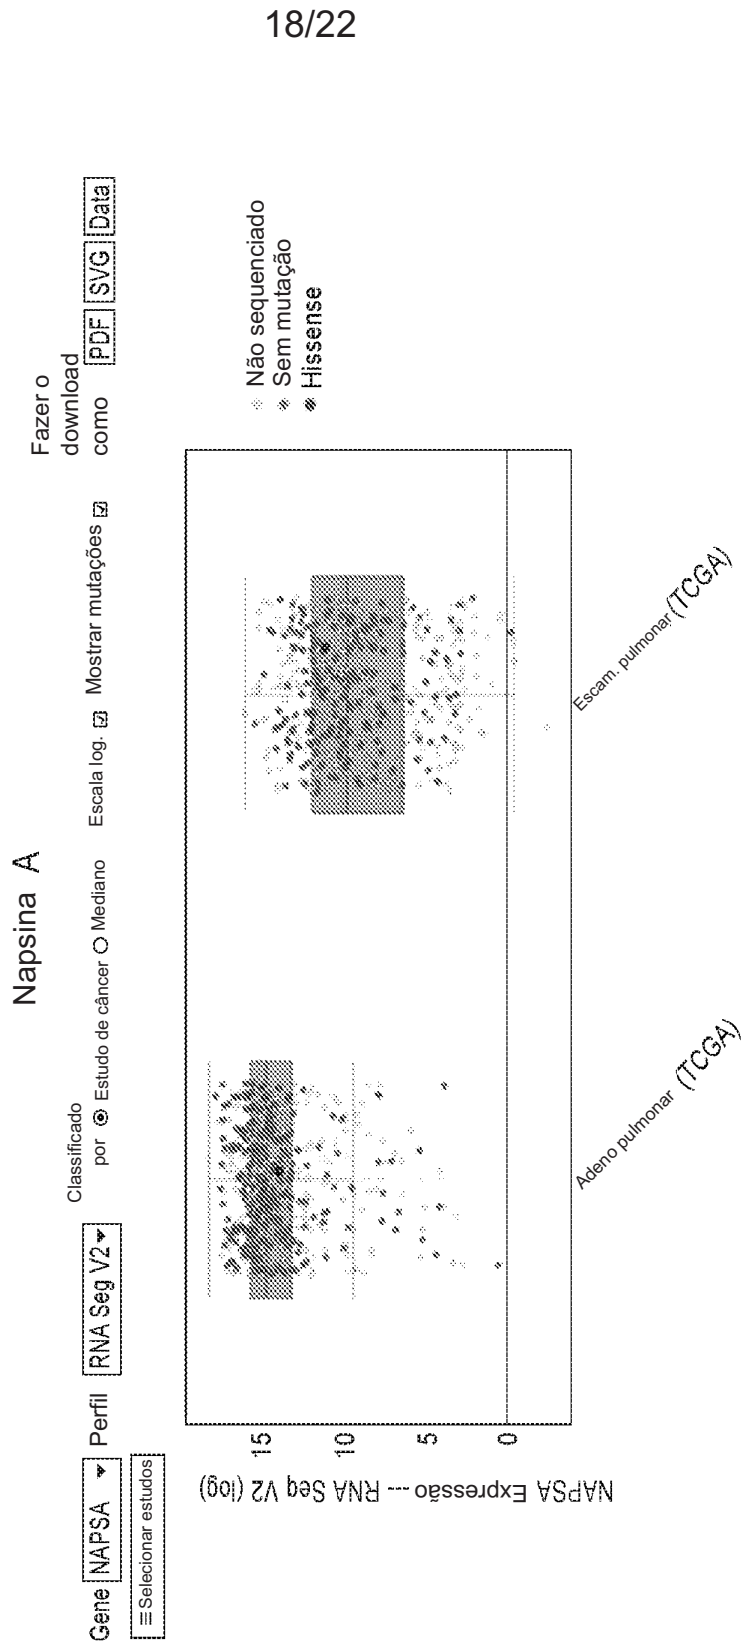 18/22
Napsina A
Gene NAPSA Perfil RNA Seg V2
Classificado
por Estudo de câncer Mediano
Escala log. Mostrar mutações
Fazer o
download
como PDF SVG Data
≡ Selecionar estudos
NAPSA Expressão --- RNA Seq V2 (log)
15
10
5
0
Não sequenciado
Sem mutação
Hissense
Adeno pulmonar (TCGA)
Escam. pulmonar (TCGA)